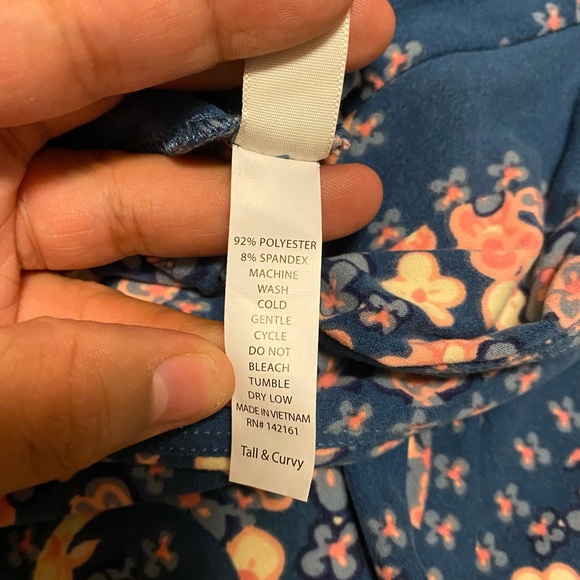 92% POLYESTER
8% SPANDEX
MACHINE
WASH
COLD
GENTLE
CYCLE
DO NOT
BLEACH
TUMBLE
DRY LOW
MADE IN VIETNAM
RN# 142161
Tall & Curvy